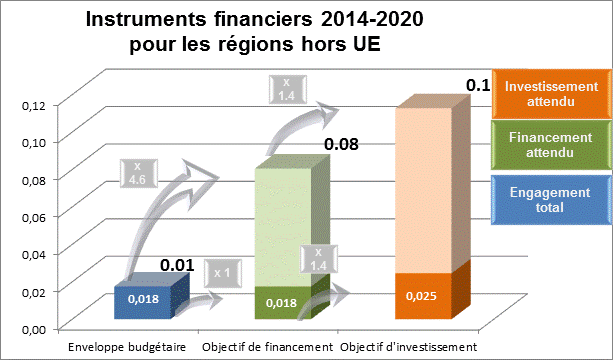 Instruments financiers 2014-2020
pour les régions hors UE
x
1.4
0.1
Investissement
attendu
0,12
0,10
x
4.6
0.08
Financement
attendu
0,08
0,06
Engagement
total
0,04
0.01
x 1
x
1.4
0,02
0,018
0,018
0,025
0,00
Enveloppe budgétaire
Objectif de financement
Objectif d'investissement